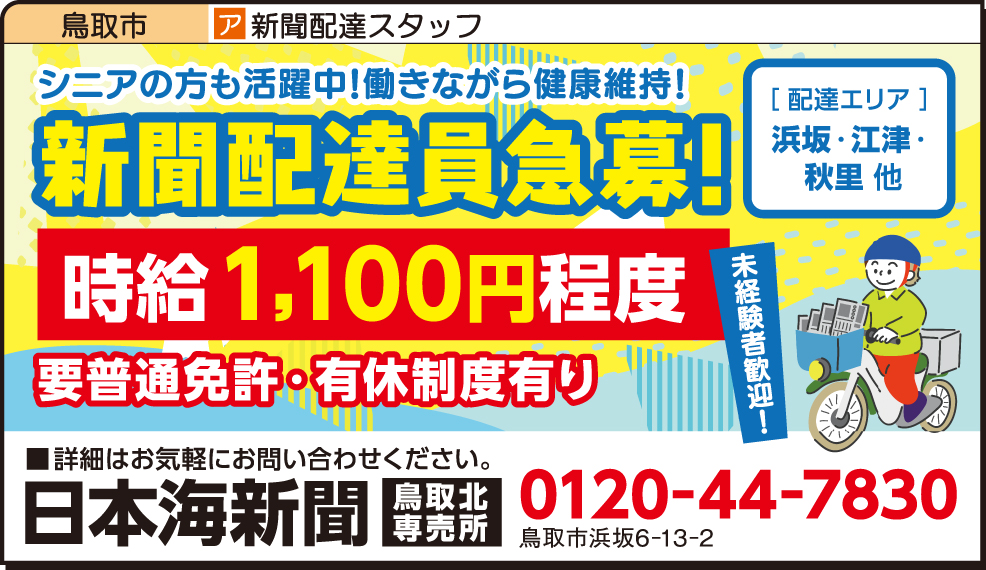 鳥取市 ア 新聞配達スタッフ
シニアの方も活躍中!働きながら健康維持!
新聞配達員急募!
[ 配達エリア ]
浜坂・江津・
秋里 他
時給1,100円程度
未経験者歓迎!
要普通免許・有休制度有り
■詳細はお気軽にお問い合わせください。
日本海新聞
鳥取北
専売所
0120-44-7830
鳥取市浜坂6-13-2